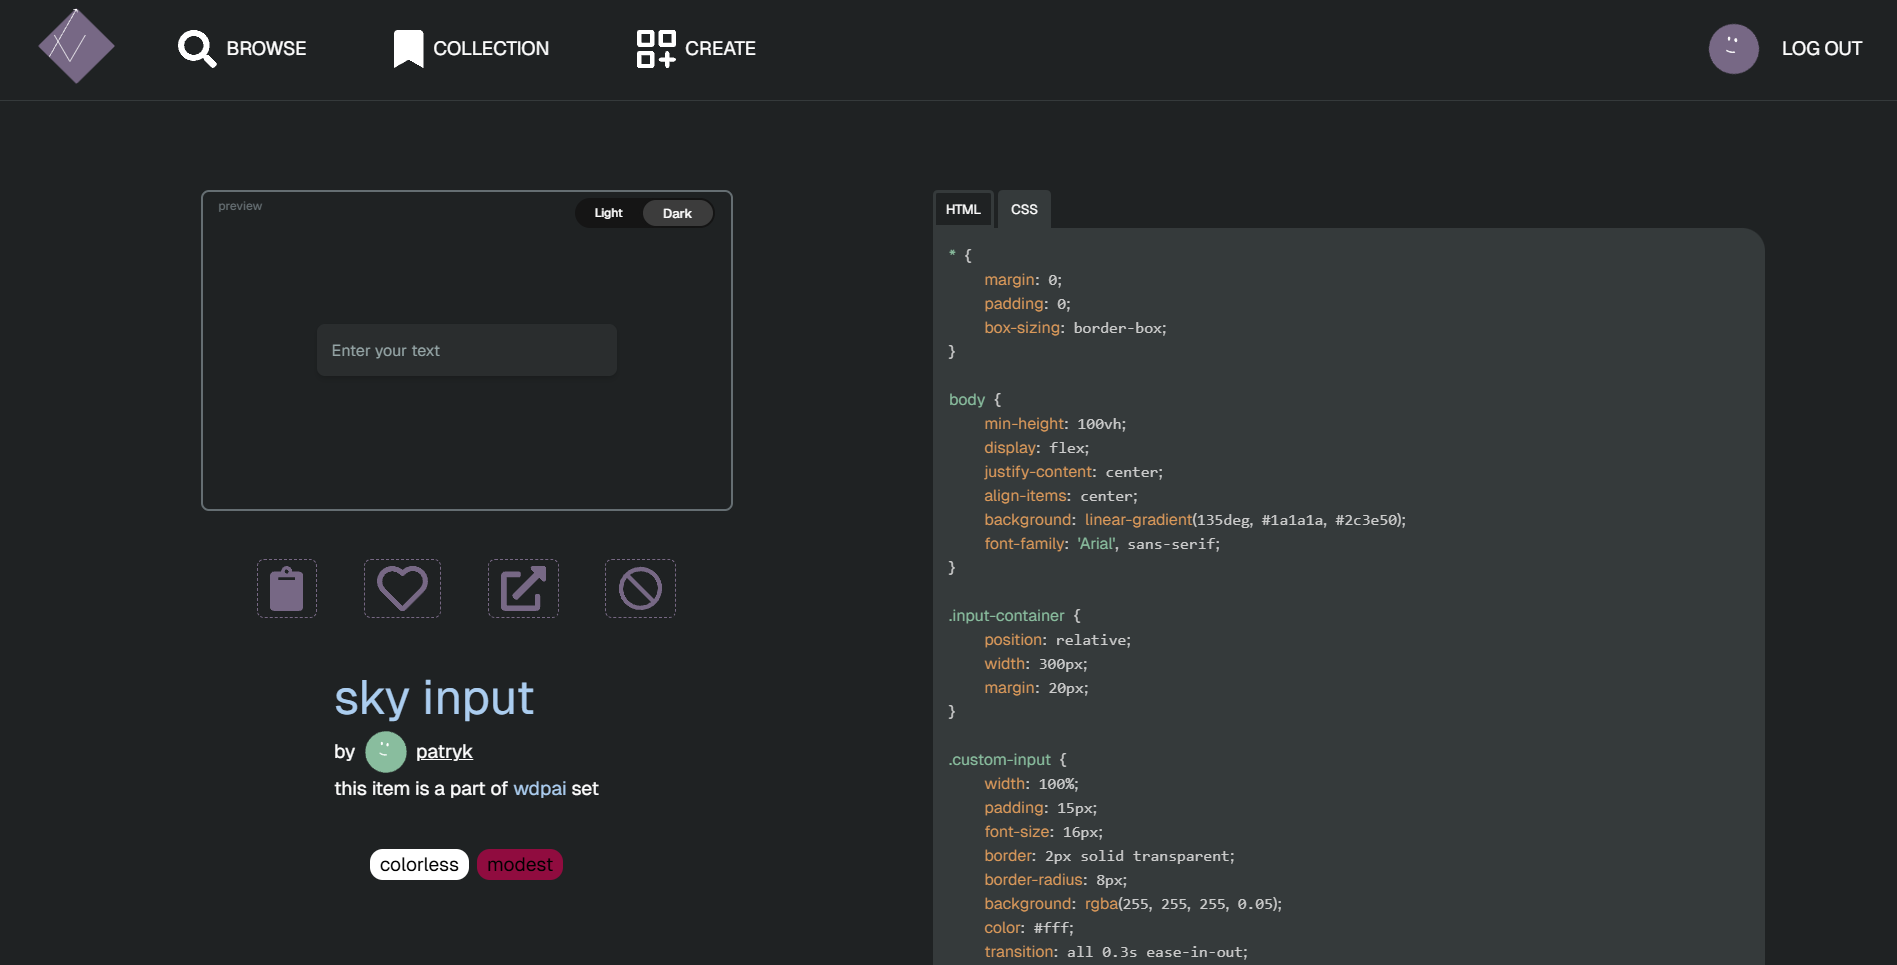 BROWSE
COLLECTION
CREATE
LOG OUT
preview
Light
Dark
Enter your text
sky input
by patryk
this item is a part of wdpai set
colorless
modest
HTML
CSS
* {
margin: 0;
padding: 0;
box-sizing: border-box;
}
body {
min-height: 100vh;
display: flex;
justify-content: center;
align-items: center;
background: linear-gradient(135deg, #1a1a1a, #2c3e50);
font-family: 'Arial', sans-serif;
}
.input-container {
position: relative;
width: 300px;
margin: 20px;
}
.custom-input {
width: 100%;
padding: 15px;
font-size: 16px;
border: 2px solid transparent;
border-radius: 8px;
background: rgba(255, 255, 255, 0.05);
color: #fff;
transition: all 0.3s ease-in-out;